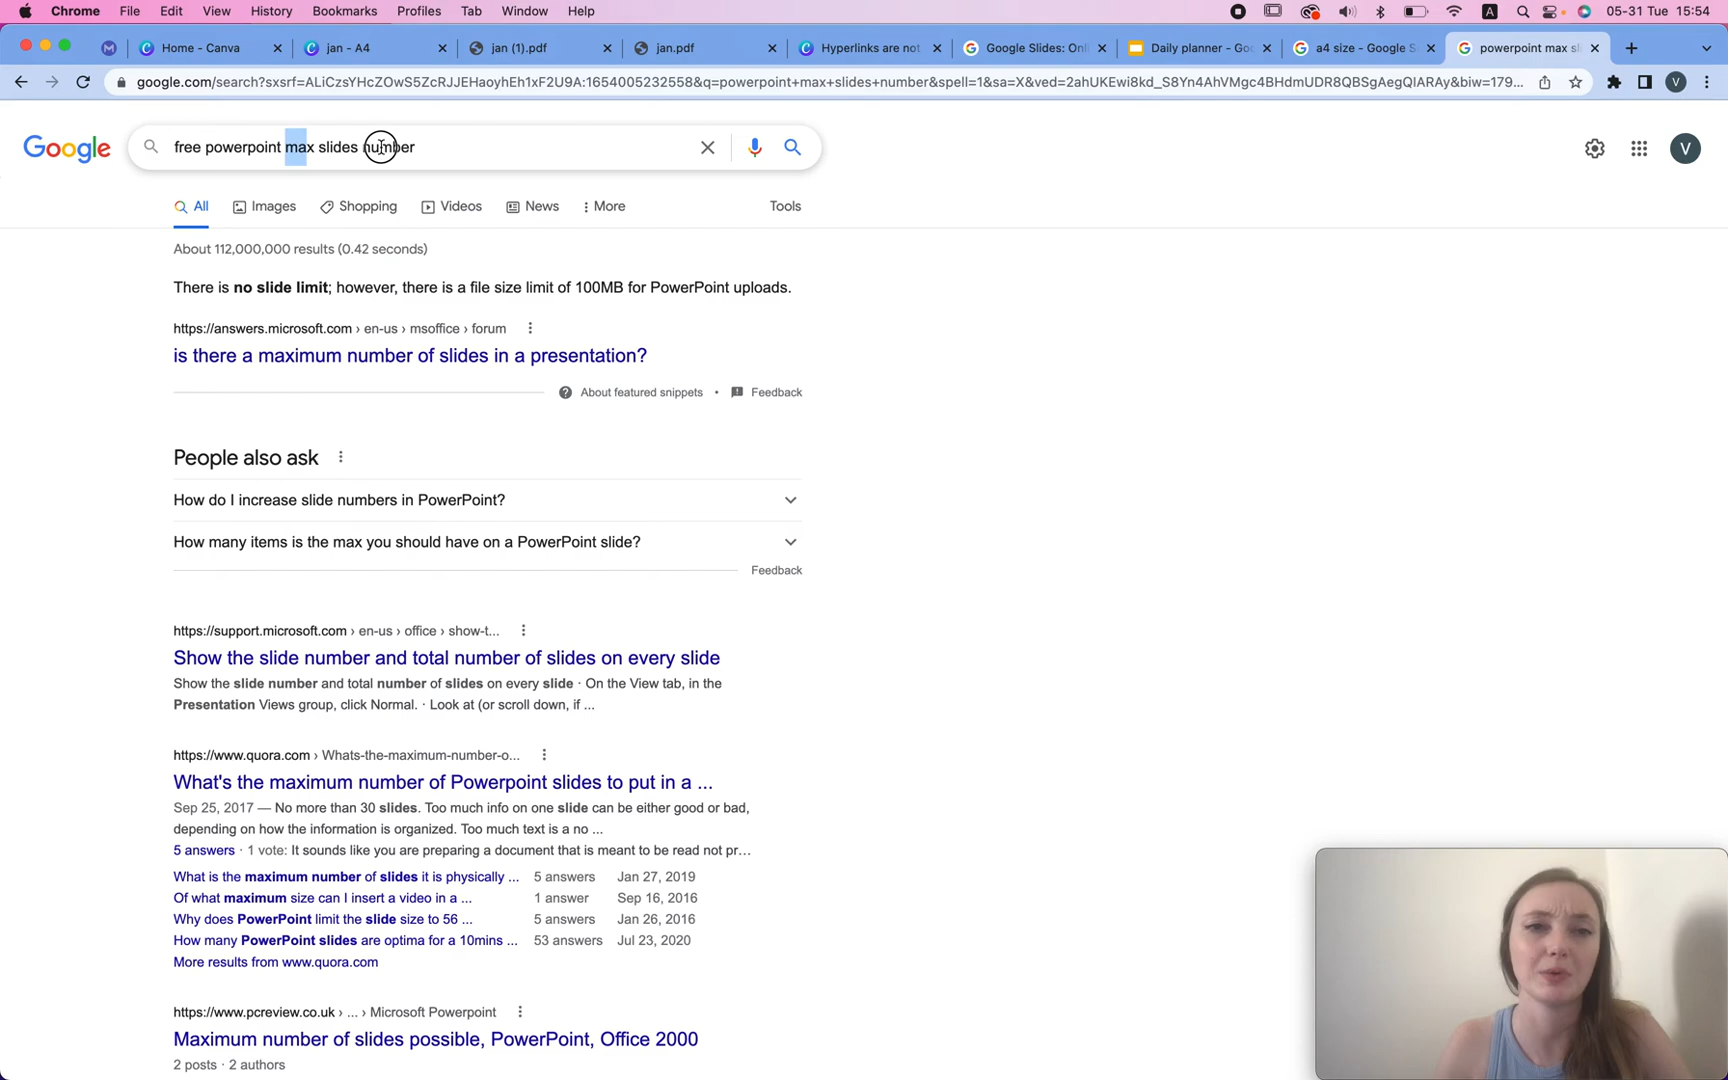 Chrome File Edit View History Bookmarks Profiles Tab Window Help A 05-31 Tue 15:54
Home - Canva jan - A4 jan (1).pdf jan.pdf Hyperlinks are not Google Slides: Onl Daily planner - Goo a4 size - Google S powerpoint max sl
google.com/search?sxsrf=ALiCzsYHcZOwS5ZcRJJEHaoyhEh1xF2U9A:1654005232558&q=powerpoint+max+slides+number&spell=1&sa=X&ved=2ahUKEwi8kd_S8Yn4AhVMgc4BHdmUDR8QBSgAegQIARAy&biw=179... V
Google free powerpoint max slides number V
All Images Shopping Videos News More Tools
About 112,000,000 results (0.42 seconds)
There is no slide limit; however, there is a file size limit of 100MB for PowerPoint uploads.
https://answers.microsoft.com › en-us › msoffice › forum
is there a maximum number of slides in a presentation?
About featured snippets • Feedback
People also ask
How do I increase slide numbers in PowerPoint?
How many items is the max you should have on a PowerPoint slide?
Feedback
https://support.microsoft.com › en-us › office › show-t...
Show the slide number and total number of slides on every slide
Show the slide number and total number of slides on every slide · On the View tab, in the
Presentation Views group, click Normal. · Look at (or scroll down, if ...
https://www.quora.com › Whats-the-maximum-number-o...
What's the maximum number of Powerpoint slides to put in a ...
Sep 25, 2017 — No more than 30 slides. Too much info on one slide can be either good or bad,
depending on how the information is organized. Too much text is a no ...
5 answers · 1 vote: It sounds like you are preparing a document that is meant to be read not pr...
What is the maximum number of slides it is physically ... 5 answers Jan 27, 2019
Of what maximum size can I insert a video in a ... 1 answer Sep 16, 2016
Why does PowerPoint limit the slide size to 56 ... 5 answers Jan 26, 2016
How many PowerPoint slides are optima for a 10mins ... 53 answers Jul 23, 2020
More results from www.quora.com
https://www.pcreview.co.uk › ... › Microsoft Powerpoint
Maximum number of slides possible, PowerPoint, Office 2000
2 posts · 2 authors